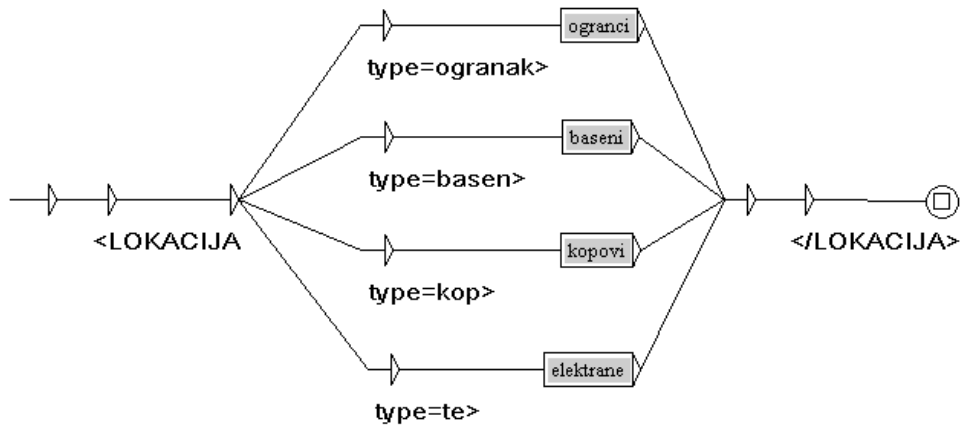 ogranci
type=ogranak>
baseni
type=basen>
<LOKACIJA
</LOKACIJA>
kopovi
type=kop>
elektrane
type=te>